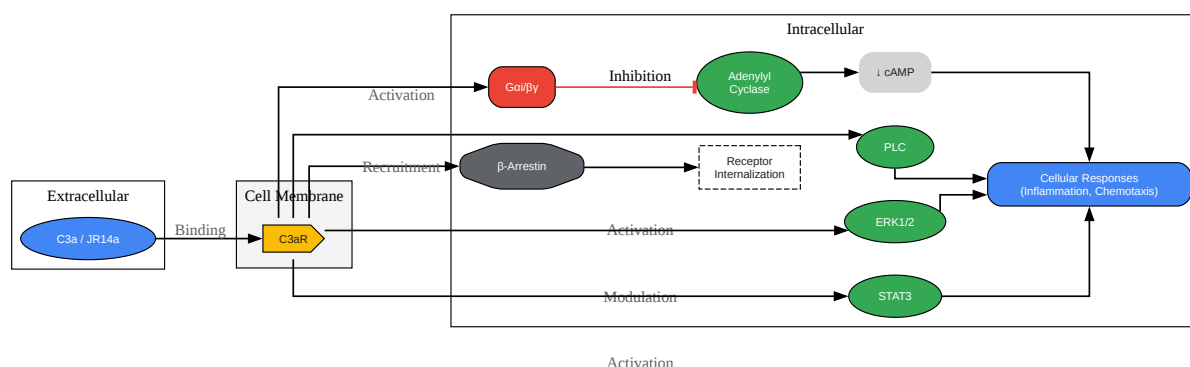 Intracellular
Gαi/βγ
Inhibition
Adenylyl
Cyclase
↓ cAMP
Activation
PLC
Recruitment
β-Arrestin
Receptor
Internalization
Cellular Responses
(Inflammation, Chemotaxis)
Extracellular
C3a / JR14a
Binding
Cell Membrane
C3aR
Activation
ERK1/2
Modulation
STAT3
Activation